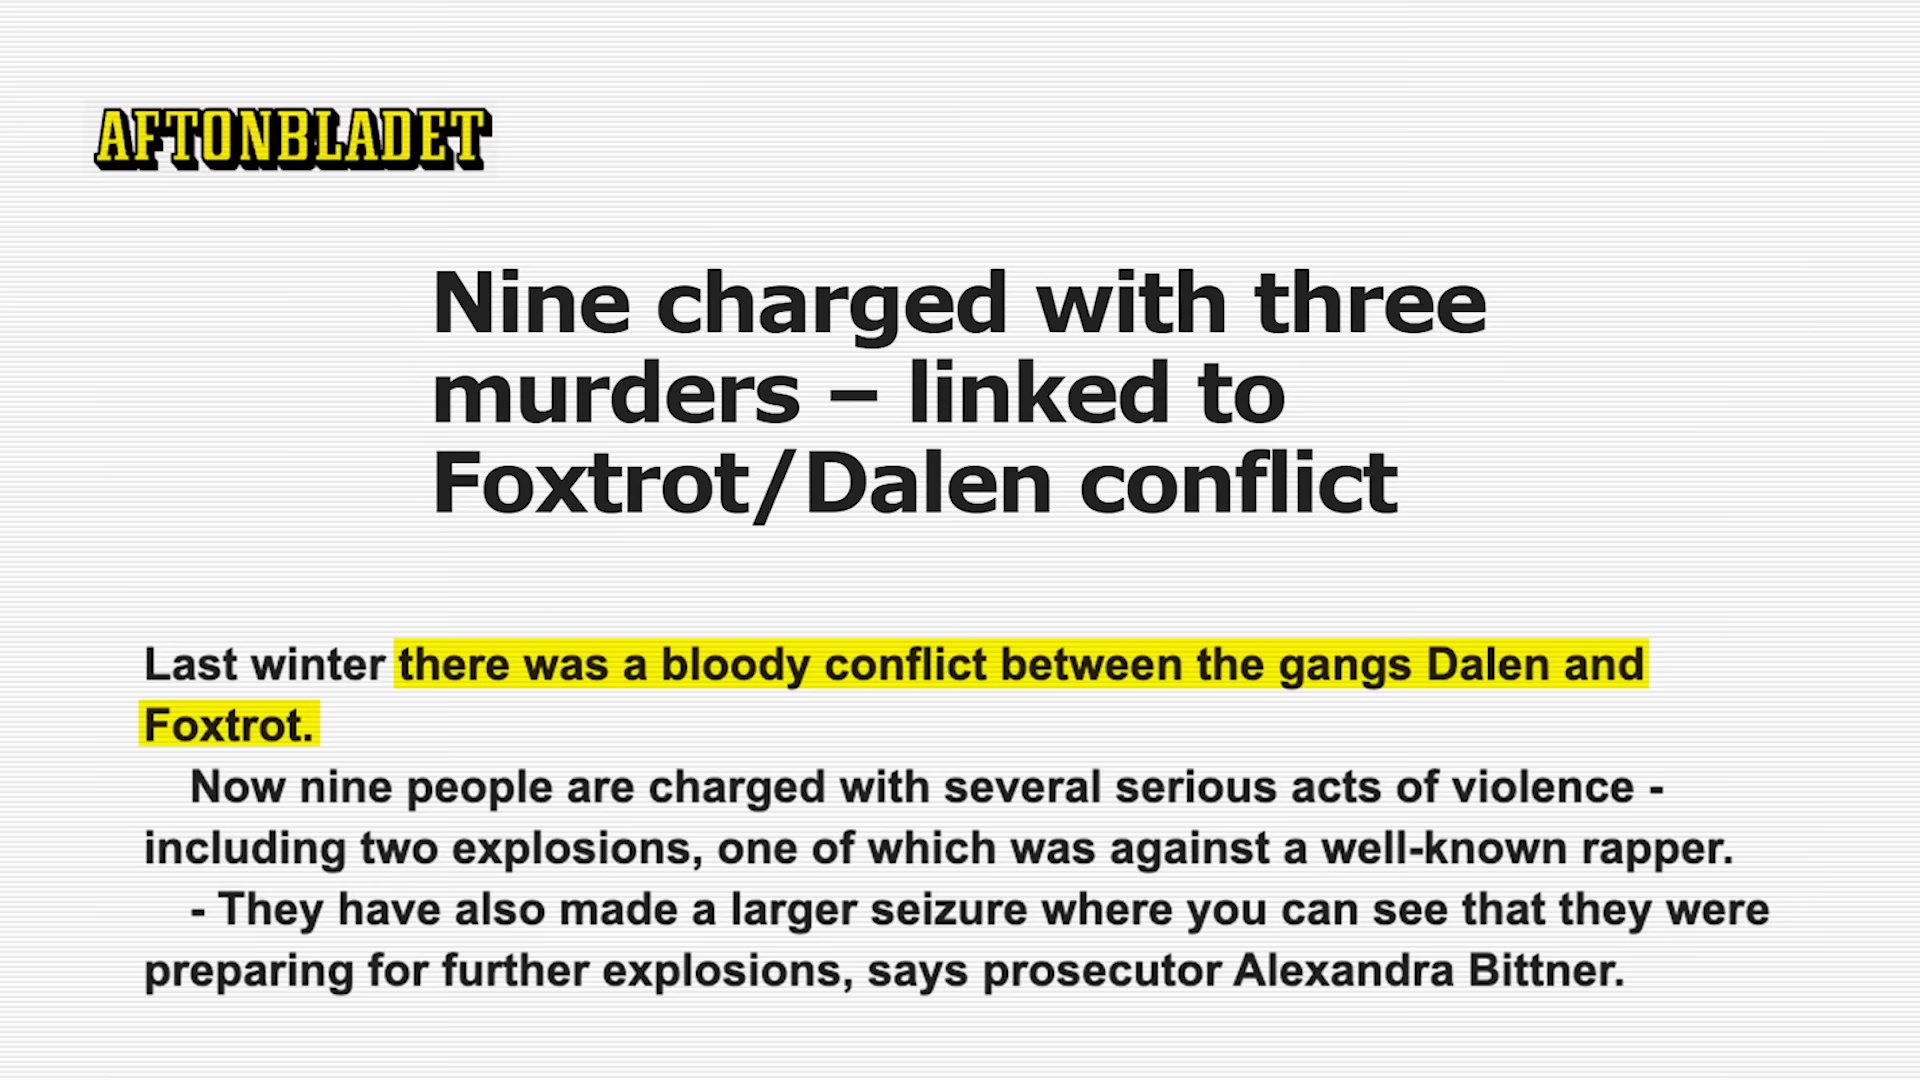 AFTONBLADET
Nine charged with three
murders – linked to
Foxtrot/Dalen conflict
Last winter there was a bloody conflict between the gangs Dalen and
Foxtrot.
Now nine people are charged with several serious acts of violence -
including two explosions, one of which was against a well-known rapper.
- They have also made a larger seizure where you can see that they were
preparing for further explosions, says prosecutor Alexandra Bittner.